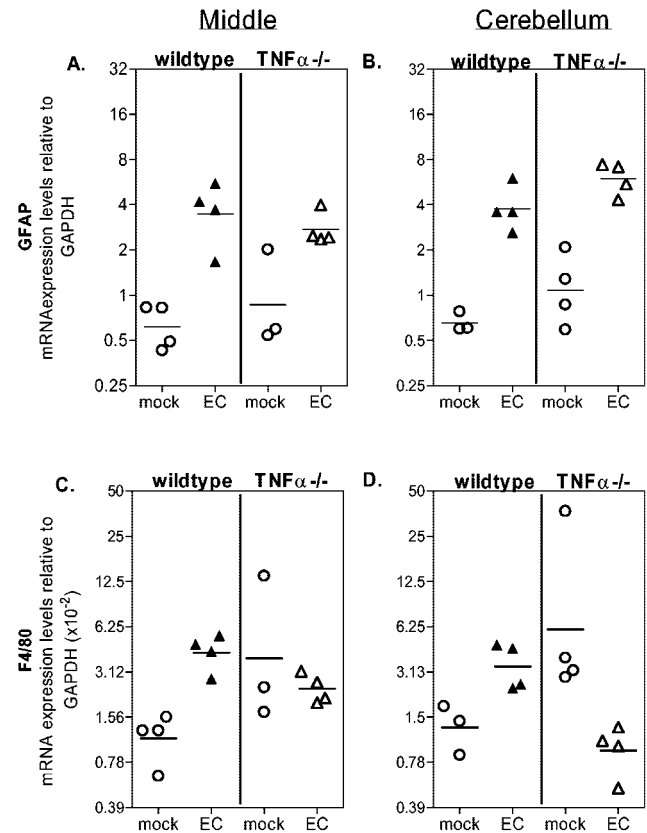 Middle
Cerebellum
A.
wildtype
TNFα-/-
B.
wildtype
TNFα-/-
GFAP
mRNAexpression levels relative to
GAPDH
32
16
8
4
2
1
0.5
0.25
mock
EC
mock
EC
32
16
8
4
2
1
0.5
0.25
mock
EC
mock
EC
C.
wildtype
TNFα-/-
D.
wildtype
TNFα-/-
F4/80
mRNA expression levels relative to
GAPDH (x10⁻²)
50
25
12.5
6.25
3.12
1.56
0.78
0.39
mock
EC
mock
EC
50
25
12.5
6.25
3.13
1.5
0.78
0.39
mock
EC
mock
EC